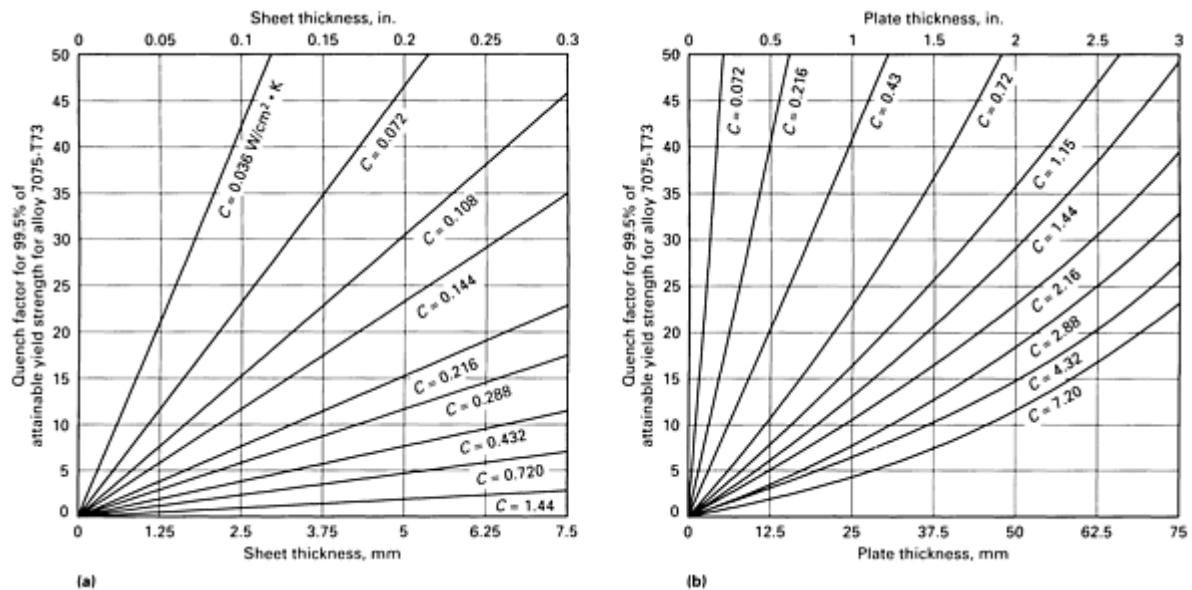 Sheet thickness, in.
0 0.05 0.1 0.15 0.2 0.25 0.3
50
45
40
35
30
25
20
15
10
5
0
Quench factor for 99.5% of
attainable yield strength for alloy 7075-T73
C = 0.036 W/cm² • K
C = 0.072
C = 0.108
C = 0.144
C = 0.216
C = 0.288
C = 0.432
C = 0.720
C = 1.44
0 1.25 2.5 3.75 5 6.25 7.5
Sheet thickness, mm
(a)
Plate thickness, in.
0 0.5 1 1.5 2 2.5 3
50
45
40
35
30
25
20
15
10
5
0
Quench factor for 99.5% of
attainable yield strength for alloy 7075-T73
C = 0.072
C = 0.216
C = 0.43
C = 0.72
C = 1.15
C = 1.44
C = 2.16
C = 2.88
C = 4.32
C = 7.20
0 12.5 25 37.5 50 62.5 75
Plate thickness, mm
(b)